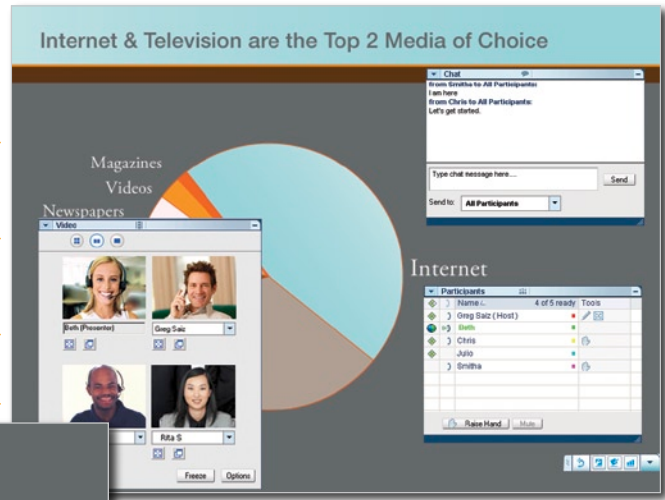 Internet & Television are the Top 2 Media of Choice
Chat
from Smitha to All Participants:
I am here
from Chris to All Participants:
Let's get started.
Type chat message here....
Send
Send to: All Participants
Magazines
Videos
Newspapers
Internet
Video
Beth (Presenter)
Greg Saiz
Rita S
Freeze Options
Participants
Name 4 of 5 ready Tools
Greg Saiz (Host)
Beth
Chris
Julio
Smitha
Raise Hand Mute